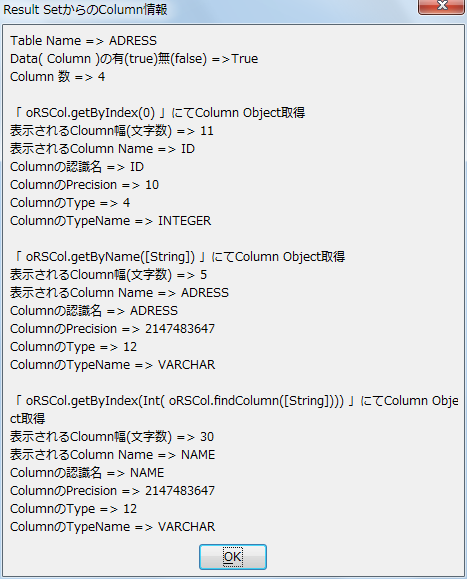 Result SetからのColumn情報
Table Name => ADRESS
Data( Column )の有(true)無(false) =>True
Column 数 => 4
「 oRSCol.getByIndex(0) 」にてColumn Object取得
表示されるCloumn幅(文字数) => 11
表示されるColumn Name => ID
Columnの認識名 => ID
ColumnのPrecision => 10
ColumnのType => 4
ColumnのTypeName => INTEGER
「 oRSCol.getByName([String]) 」にてColumn Object取得
表示されるCloumn幅(文字数) => 5
表示されるColumn Name => ADRESS
Columnの認識名 => ADRESS
ColumnのPrecision => 2147483647
ColumnのType => 12
ColumnのTypeName => VARCHAR
「 oRSCol.getByIndex(Int( oRSCol.findColumn([String]))) 」にてColumn Obje
ct取得
表示されるCloumn幅(文字数) => 30
表示されるColumn Name => NAME
Columnの認識名 => NAME
ColumnのPrecision => 2147483647
ColumnのType => 12
ColumnのTypeName => VARCHAR
OK